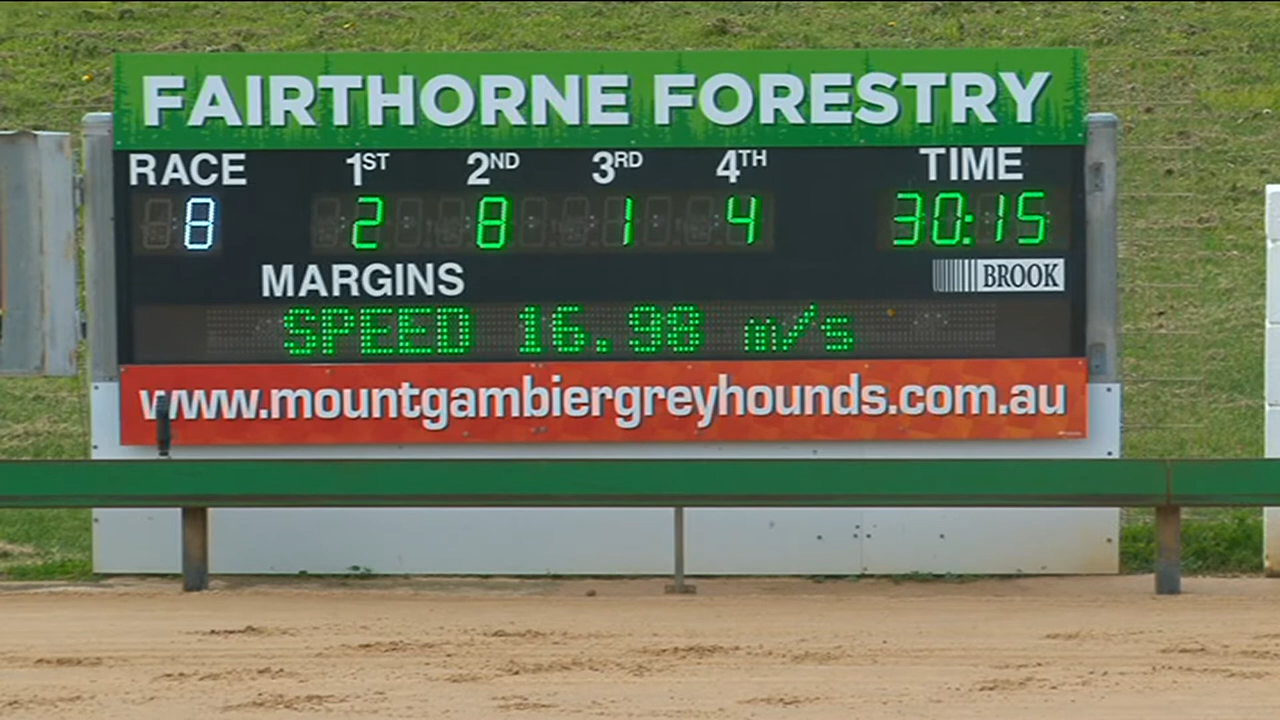 FAIRTHORNE FORESTRY
RACE 1ST 2ND 3RD 4TH TIME
8 2 8 1 4 30:15
MARGINS BROOK
SPEED 16.98 m/s
www.mountgambiergreyhounds.com.au